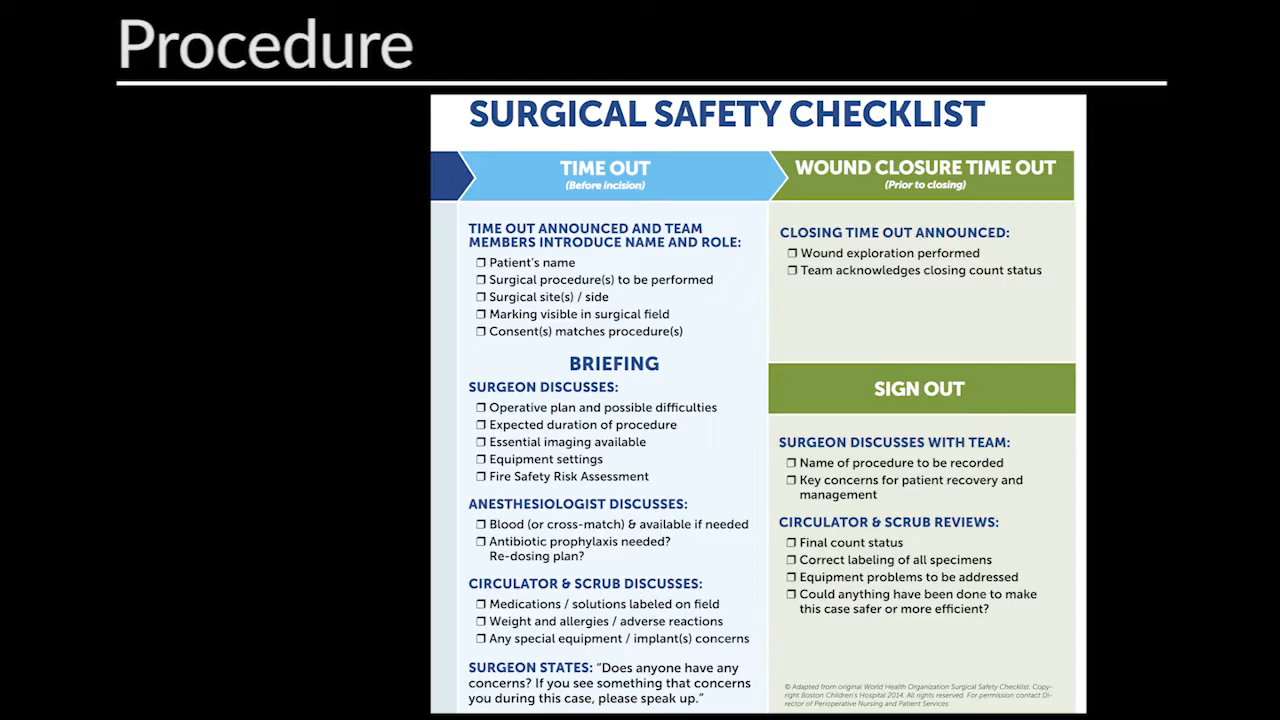 Procedure
SURGICAL SAFETY CHECKLIST
TIME OUT
(Before incision)
TIME OUT ANNOUNCED AND TEAM
MEMBERS INTRODUCE NAME AND ROLE:
❒ Patient's name
❒ Surgical procedure(s) to be performed
❒ Surgical site(s) / side
❒ Marking visible in surgical field
❒ Consent(s) matches procedure(s)
BRIEFING
SURGEON DISCUSSES:
❒ Operative plan and possible difficulties
❒ Expected duration of procedure
❒ Essential imaging available
❒ Equipment settings
❒ Fire Safety Risk Assessment
ANESTHESIOLOGIST DISCUSSES:
❒ Blood (or cross-match) & available if needed
❒ Antibiotic prophylaxis needed?
Re-dosing plan?
CIRCULATOR & SCRUB DISCUSSES:
❒ Medications / solutions labeled on field
❒ Weight and allergies / adverse reactions
❒ Any special equipment / implant(s) concerns
SURGEON STATES: “Does anyone have any
concerns? If you see something that concerns
you during this case, please speak up.”
WOUND CLOSURE TIME OUT
(Prior to closing)
CLOSING TIME OUT ANNOUNCED:
❒ Wound exploration performed
❒ Team acknowledges closing count status
SIGN OUT
SURGEON DISCUSSES WITH TEAM:
❒ Name of procedure to be recorded
❒ Key concerns for patient recovery and
management
CIRCULATOR & SCRUB REVIEWS:
❒ Final count status
❒ Correct labeling of all specimens
❒ Equipment problems to be addressed
❒ Could anything have been done to make
this case safer or more efficient?
© Adapted from original World Health Organization Surgical Safety Checklist. Copy-
right Boston Children's Hospital 2014. All rights reserved. For permission contact Di-
rector of Perioperative Nursing and Patient Services